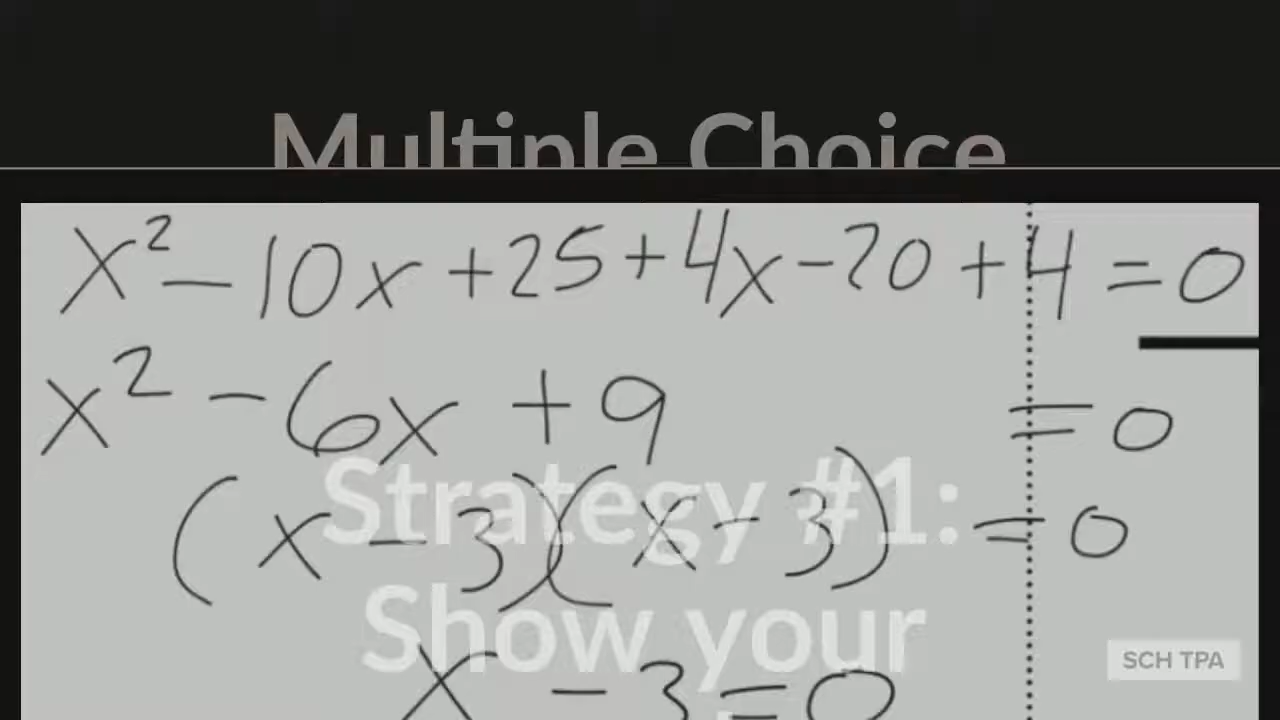 Multiple Choice
x² - 10x + 25 + 4x - 20 + 4 = 0
x² - 6x + 9 = 0
Strategy #1:
(x - 3)(x - 3) = 0
Show your
x - 3 = 0
SCH TPA